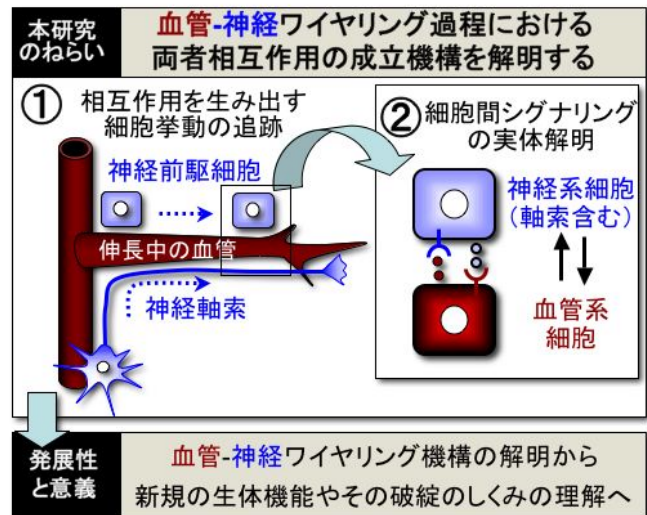 本研究
のねらい
血管-神経ワイヤリング過程における
両者相互作用の成立機構を解明する
① 相互作用を生み出す
細胞挙動の追跡
神経前駆細胞
伸長中の血管
神経軸索
② 細胞間シグナリング
の実体解明
神経系細胞
(軸索含む)
血管系
細胞
発展性
と意義
血管-神経ワイヤリング機構の解明から
新規の生体機能やその破綻のしくみの理解へ